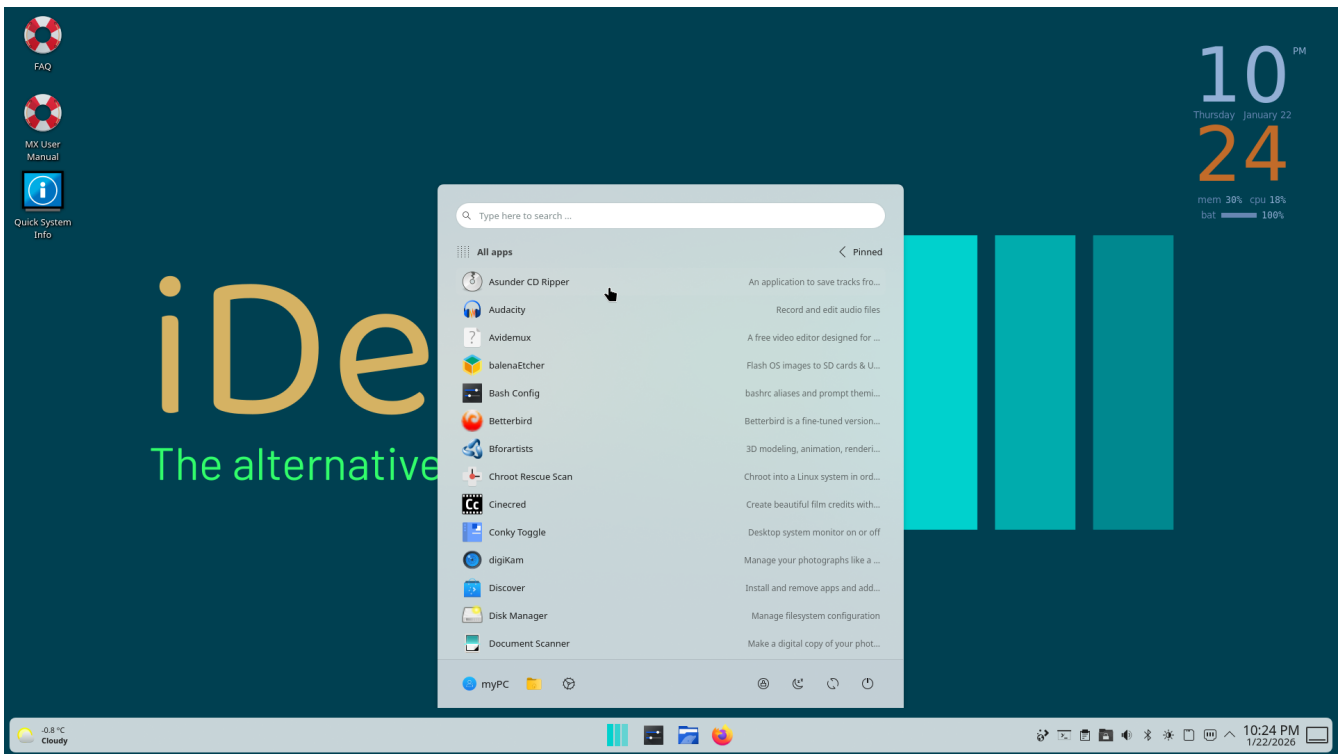 FAQ
MX User
Manual
Quick System
Info
10 PM
Thursday January 22
24
mem 30% cpu 18%
bat 100%
iDe
The alternative
Type here to search ...
All apps
Pinned
Asunder CD Ripper An application to save tracks fro...
Audacity Record and edit audio files
Avidemux A free video editor designed for ...
balenaEtcher Flash OS images to SD cards & U...
Bash Config bashrc aliases and prompt themi...
Betterbird Betterbird is a fine-tuned version...
Bforartists 3D modeling, animation, renderi...
Chroot Rescue Scan Chroot into a Linux system in ord...
Cc Cinecred Create beautiful film credits with...
Conky Toggle Desktop system monitor on or off
digiKam Manage your photographs like a ...
Discover Install and remove apps and add...
Disk Manager Manage filesystem configuration
Document Scanner Make a digital copy of your phot...
myPC
-0.8 °C
Cloudy
10:24 PM
1/22/2026